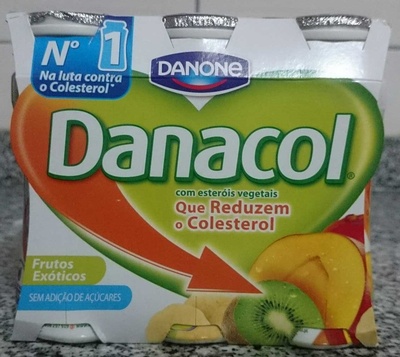 Nº 1
Na luta contra
o Colesterol*
DANONE
Danacol®
com esteróis vegetais
Que Reduzem
o Colesterol
Frutos
Exóticos
SEM ADIÇÃO DE AÇÚCARES